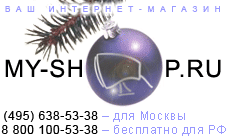 ВАШ ИНТЕРНЕТ-МАГАЗИН
MY-SHOP.RU
(495) 638-53-38 – для Москвы
8 800 100-53-38 – бесплатно для РФ